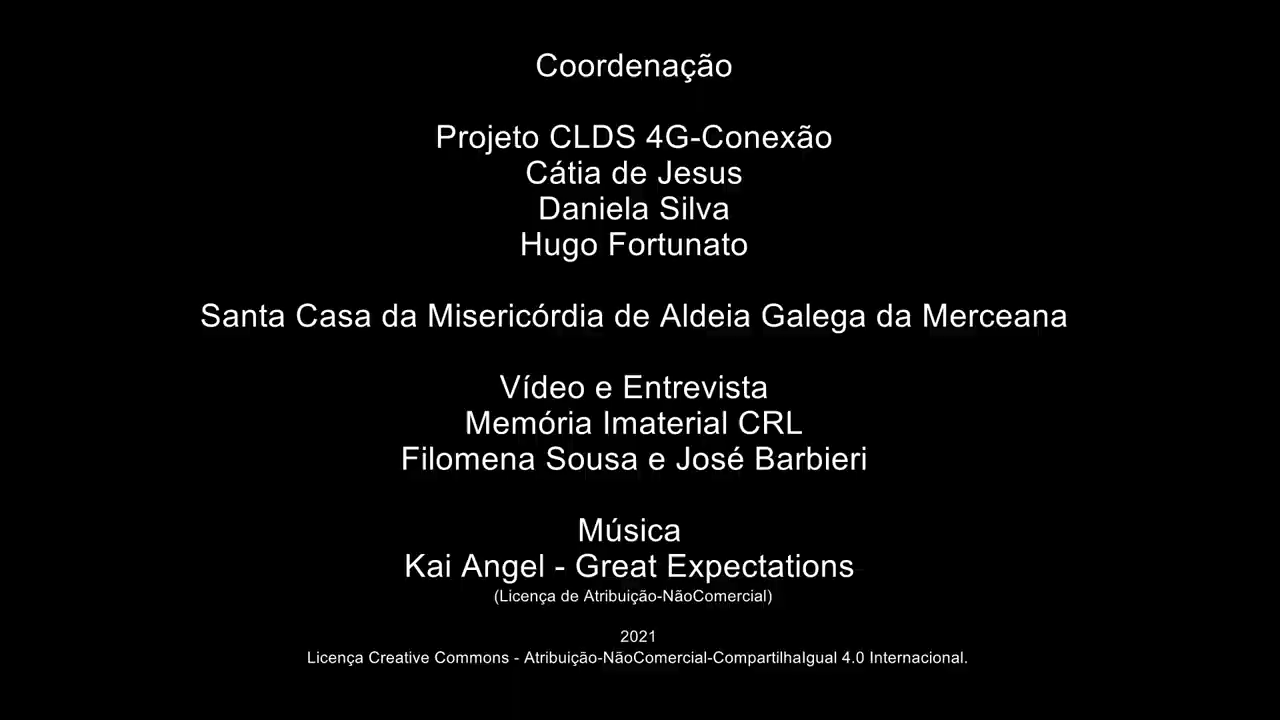 Coordenação
Projeto CLDS 4G-Conexão
Cátia de Jesus
Daniela Silva
Hugo Fortunato
Santa Casa da Misericórdia de Aldeia Galega da Merceana
Vídeo e Entrevista
Memória Imaterial CRL
Filomena Sousa e José Barbieri
Música
Kai Angel - Great Expectations
(Licença de Atribuição-NãoComercial)
2021
Licença Creative Commons - Atribuição-NãoComercial-CompartilhaIgual 4.0 Internacional.